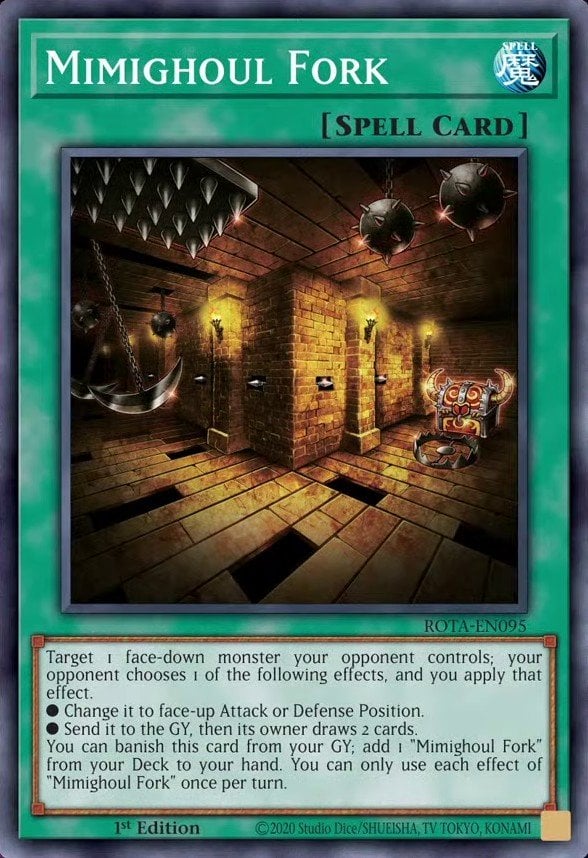 Mimighoul Fork
SPELL
魔
[Spell Card]
ROTA-EN095
Target 1 face-down monster your opponent controls; your
opponent chooses 1 of the following effects, and you apply that
effect.
● Change it to face-up Attack or Defense Position.
● Send it to the GY, then its owner draws 2 cards.
You can banish this card from your GY; add 1 "Mimighoul Fork"
from your Deck to your hand. You can only use each effect of
"Mimighoul Fork" once per turn.
1st Edition
©2020 Studio Dice/SHUEISHA, TV TOKYO, KONAMI